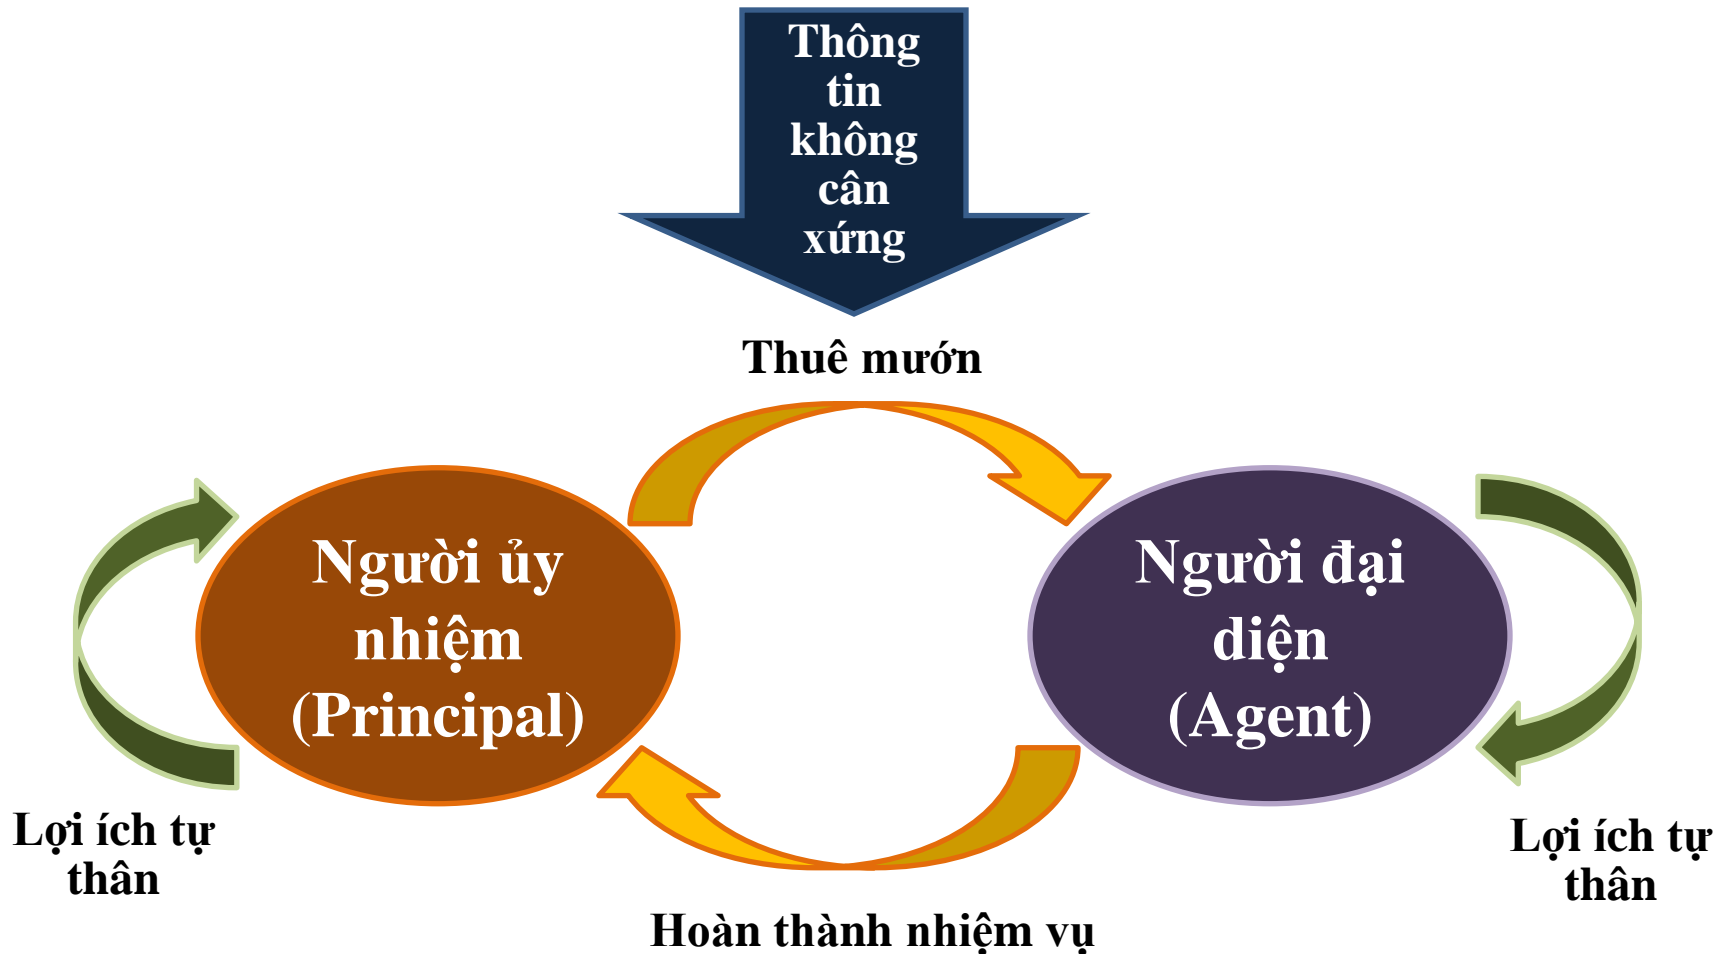 Thông
tin
không
cân
xứng
Thuê mướn
Người ủy
nhiệm
(Principal)
Người đại
diện
(Agent)
Lợi ích tự
thân
Lợi ích tự
thân
Hoàn thành nhiệm vụ